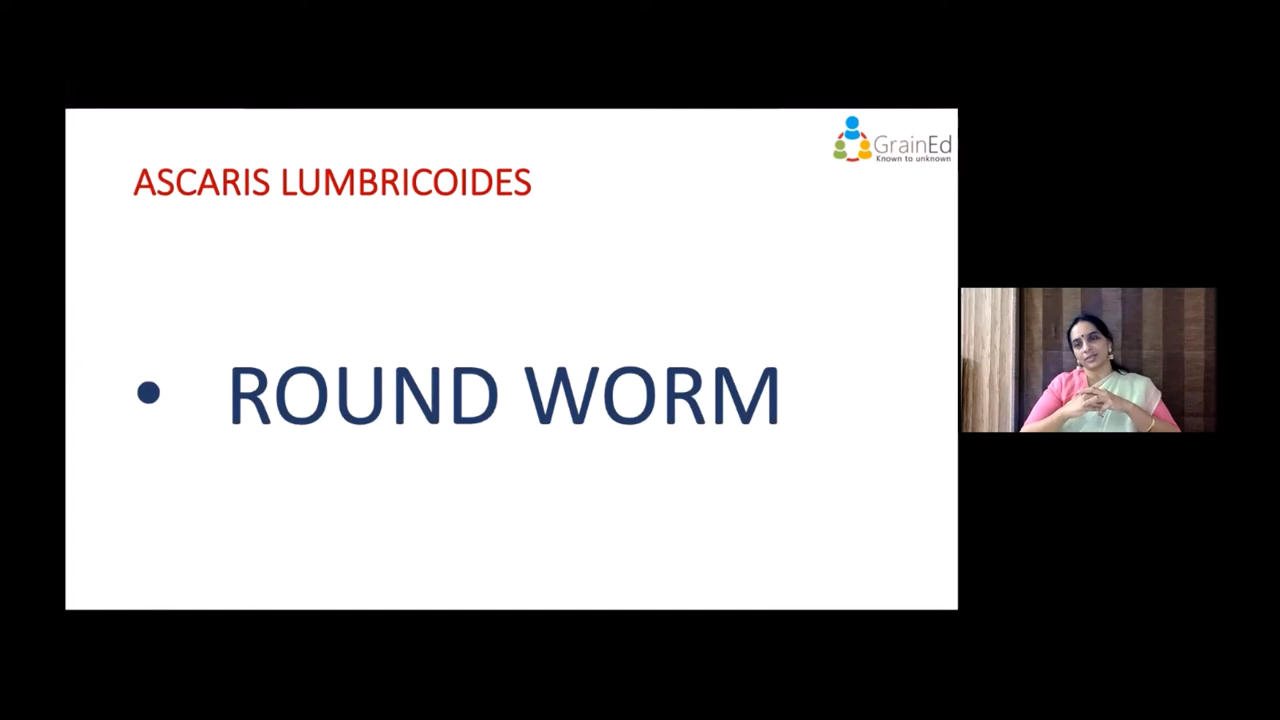 GrainEd
Known to unknown
ASCARIS LUMBRICOIDES
• ROUND WORM